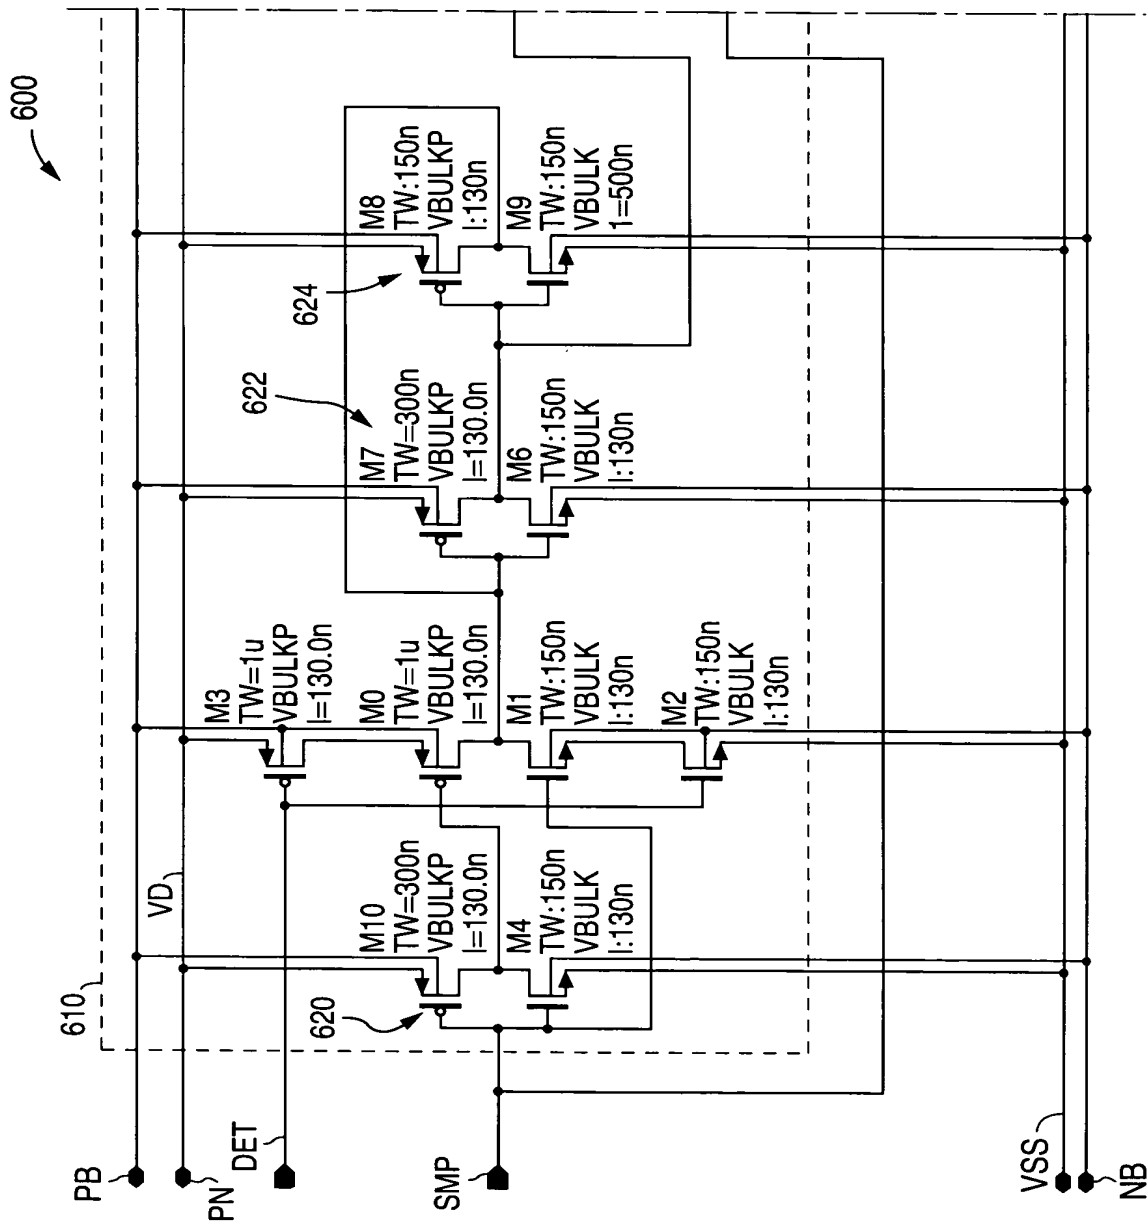 600
610
VD
PB
PN
DET
SMP
VSS
NB
620
622
624
M10
TW=300n
VBULKP
l=130.0n
M4
TW:150n
VBULK
l:130n
M3
TW=1u
VBULKP
l=130.0n
M0
TW=1u
VBULKP
l=130.0n
M1
TW:150n
VBULK
l:130n
M2
TW:150n
VBULK
l:130n
M7
TW=300n
VBULKP
l=130.0n
M6
TW:150n
VBULK
l:130n
M8
TW:150n
VBULKP
l:130n
M9
TW:150n
VBULK
1=500n